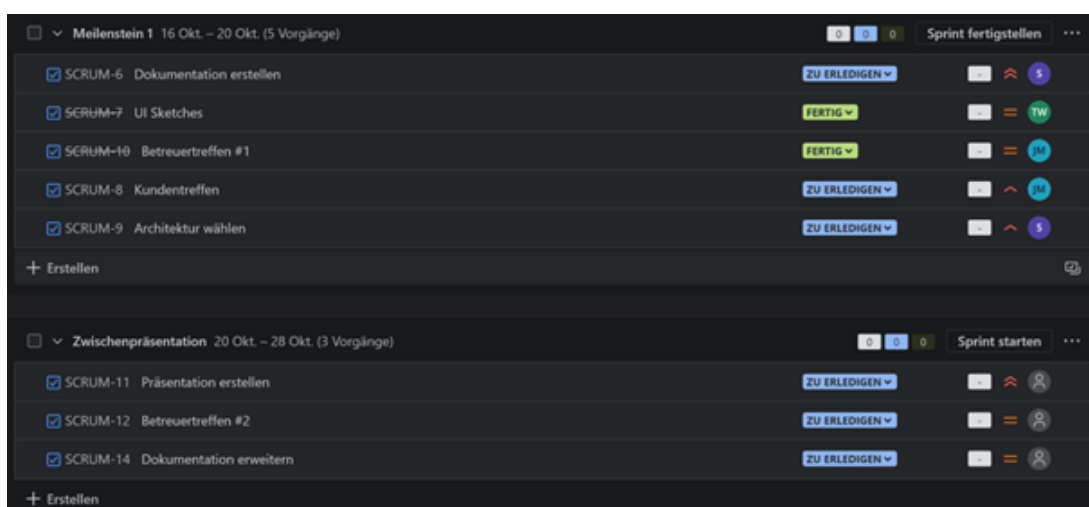 Meilenstein 1 16 Okt. – 20 Okt. (5 Vorgänge) 0 0 0 Sprint fertigstellen ...
SCRUM-6 Dokumentation erstellen ZU ERLEDIGEN - S
SCRUM-7 UI Sketches FERTIG - TW
SCRUM-10 Betreuertreffen #1 FERTIG - JM
SCRUM-8 Kundentreffen ZU ERLEDIGEN - JM
SCRUM-9 Architektur wählen ZU ERLEDIGEN - S
+ Erstellen
Zwischenpräsentation 20 Okt. – 28 Okt. (3 Vorgänge) 0 0 0 Sprint starten ...
SCRUM-11 Präsentation erstellen ZU ERLEDIGEN -
SCRUM-12 Betreuertreffen #2 ZU ERLEDIGEN -
SCRUM-14 Dokumentation erweitern ZU ERLEDIGEN -
+ Erstellen